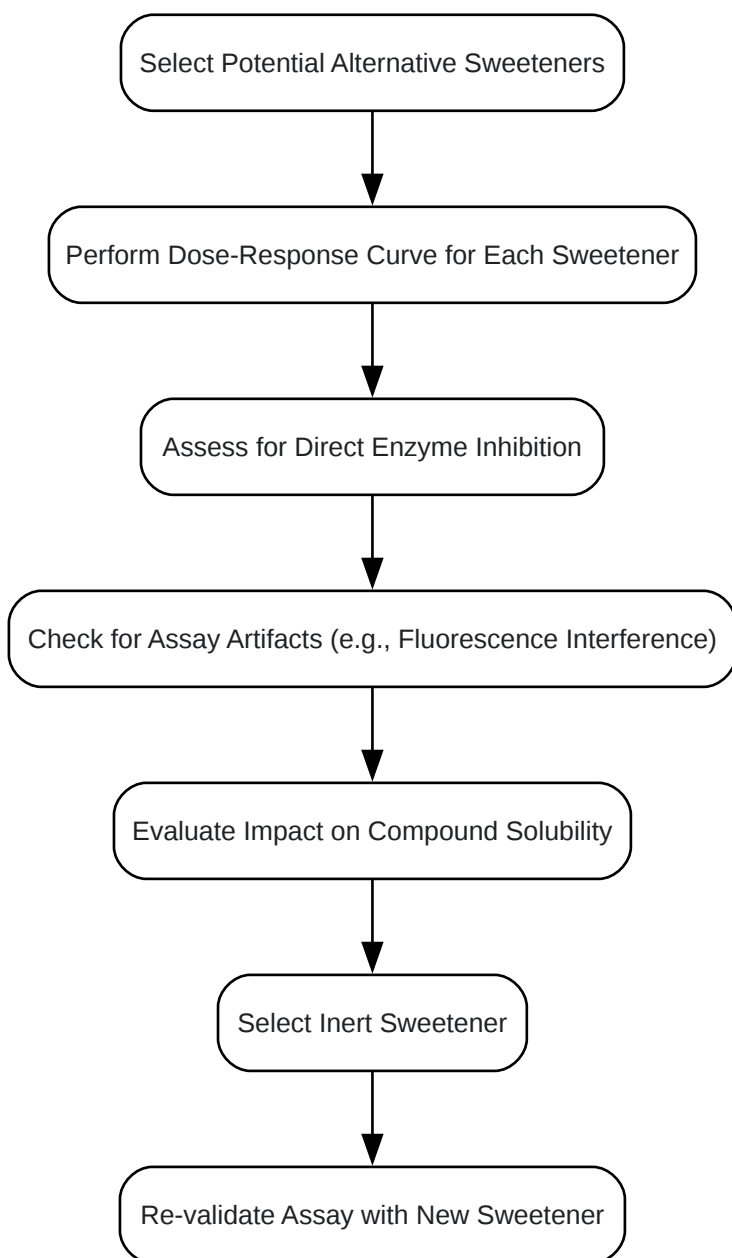 Select Potential Alternative Sweeteners
Perform Dose-Response Curve for Each Sweetener
Assess for Direct Enzyme Inhibition
Check for Assay Artifacts (e.g., Fluorescence Interference)
Evaluate Impact on Compound Solubility
Select Inert Sweetener
Re-validate Assay with New Sweetener